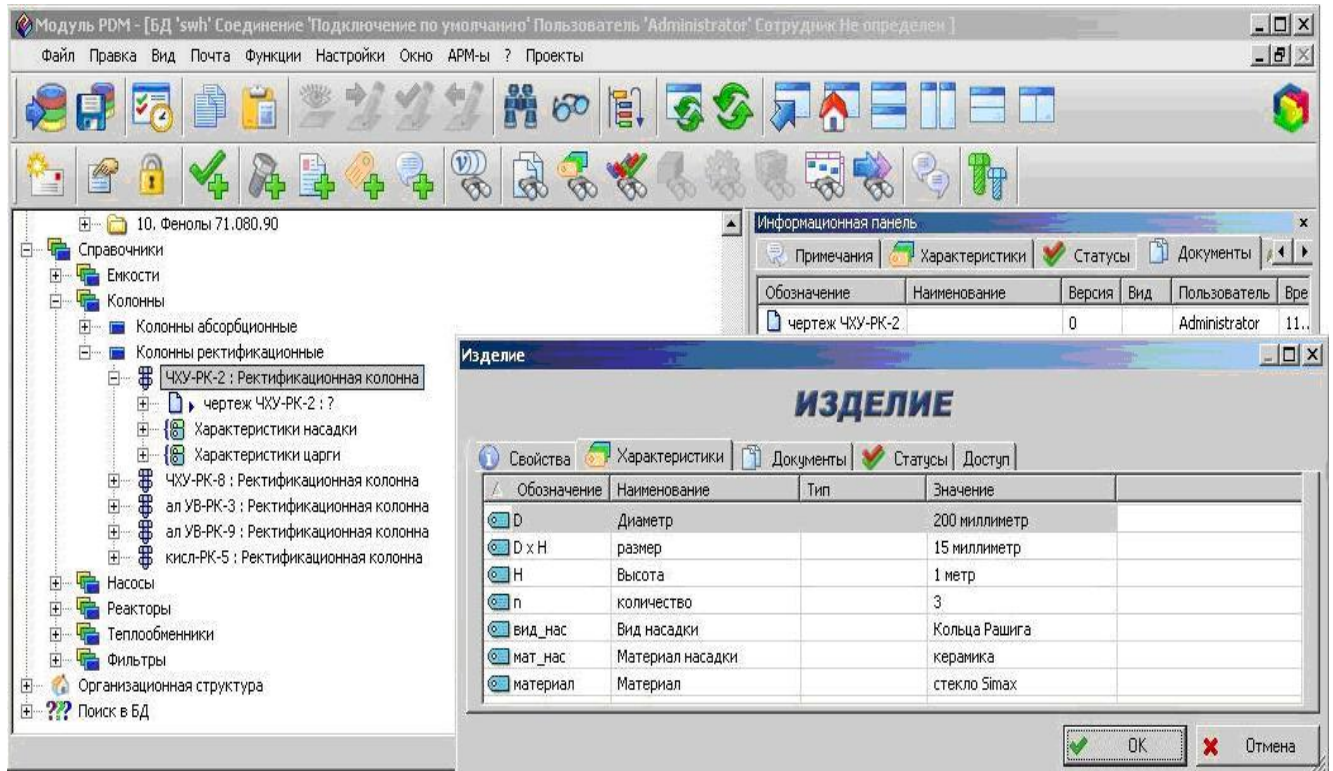 Модуль PDM - [БД 'swh' Соединение 'Подключение по умолчанию' Пользователь 'Administrator' Сотрудник Не определен ]
Файл Правка Вид Почта Функции Настройки Окно АРМ-ы ? Проекты
10. Фенолы 71.080.90
Справочники
Емкости
Колонны
Колонны абсорбционные
Колонны ректификационные
ЧХУ-РК-2 : Ректификационная колонна
чертеж ЧХУ-РК-2 : ?
Характеристики насадки
Характеристики царги
ЧХУ-РК-8 : Ректификационная колонна
ал УВ-РК-3 : Ректификационная колонна
ал УВ-РК-9 : Ректификационная колонна
кисл-РК-5 : Ректификационная колонна
Насосы
Реакторы
Теплообменники
Фильтры
Организационная структура
??? Поиск в БД
Информационная панель
Примечания Характеристики Статусы Документы
Обозначение Наименование Версия Вид Пользователь Вре
чертеж ЧХУ-РК-2 0 Administrator 11..
Изделие
ИЗДЕЛИЕ
Свойства Характеристики Документы Статусы Доступ
Обозначение Наименование Тип Значение
D Диаметр 200 миллиметр
D x H размер 15 миллиметр
H Высота 1 метр
n количество 3
вид_нас Вид насадки Кольца Рашига
мат_нас Материал насадки керамика
материал Материал стекло Simax
OK Отмена